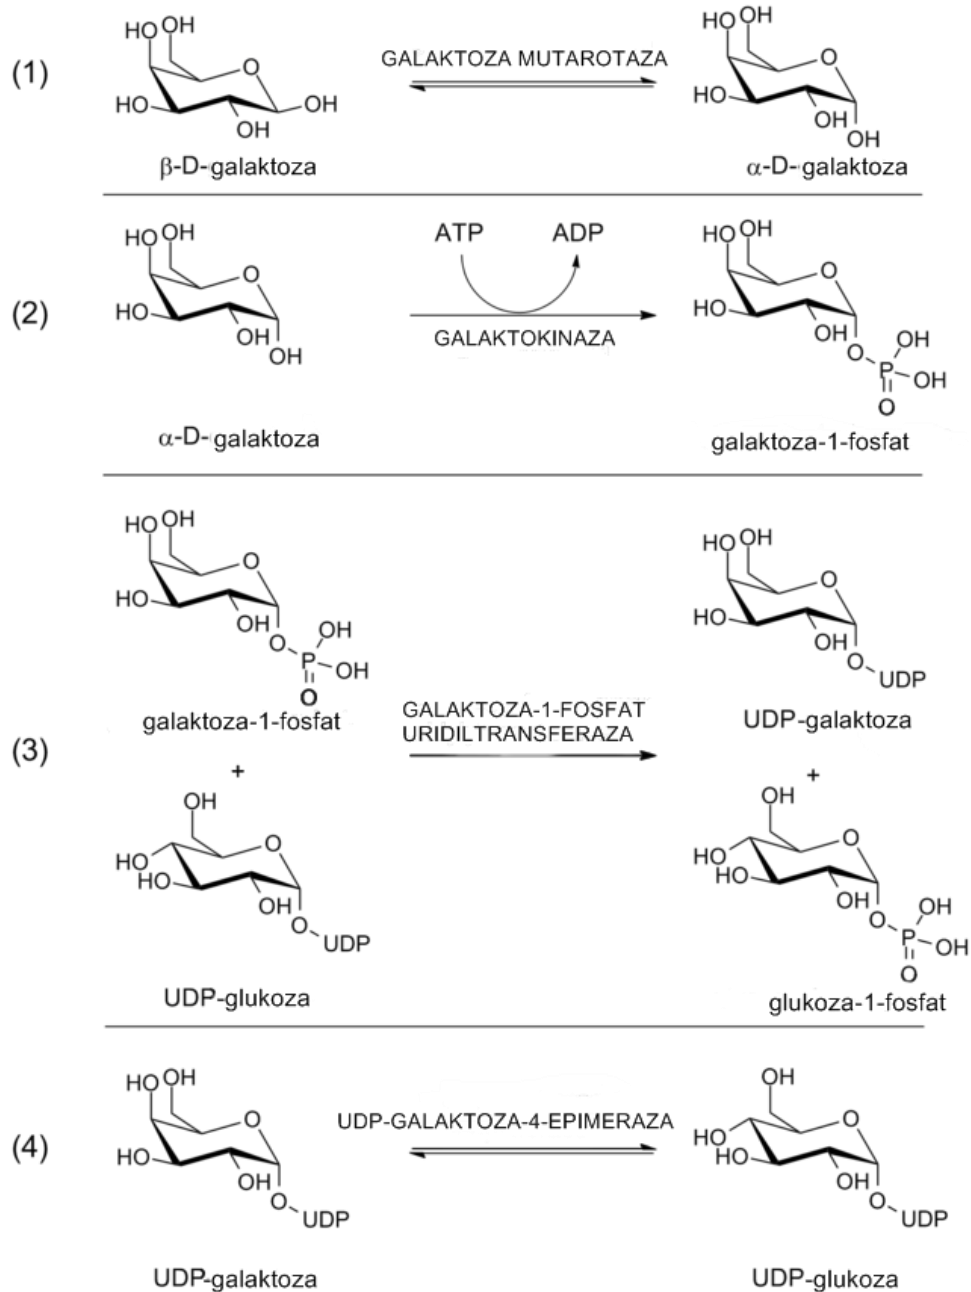 (1)
HO OH
O
HO
OH
OH
β-D-galaktoza
GALAKTOZA MUTAROTAZA
HO OH
O
HO
OH
OH
α-D-galaktoza
(2)
HO OH
O
HO
OH
OH
α-D-galaktoza
ATP ADP
GALAKTOKINAZA
HO OH
O
HO
OH
O
OH
P
OH
O
galaktoza-1-fosfat
(3)
HO OH
O
HO
OH
O
OH
P
OH
O
galaktoza-1-fosfat
+
OH
O
HO
HO
OH
O
UDP
UDP-glukoza
GALAKTOZA-1-FOSFAT
URIDILTRANSFERAZA
HO OH
O
HO
OH
O
UDP
UDP-galaktoza
+
OH
O
HO
HO
OH
O
OH
P
OH
O
glukoza-1-fosfat
(4)
HO OH
O
HO
OH
O
UDP
UDP-galaktoza
UDP-GALAKTOZA-4-EPIMERAZA
OH
O
HO
HO
OH
O
UDP
UDP-glukoza